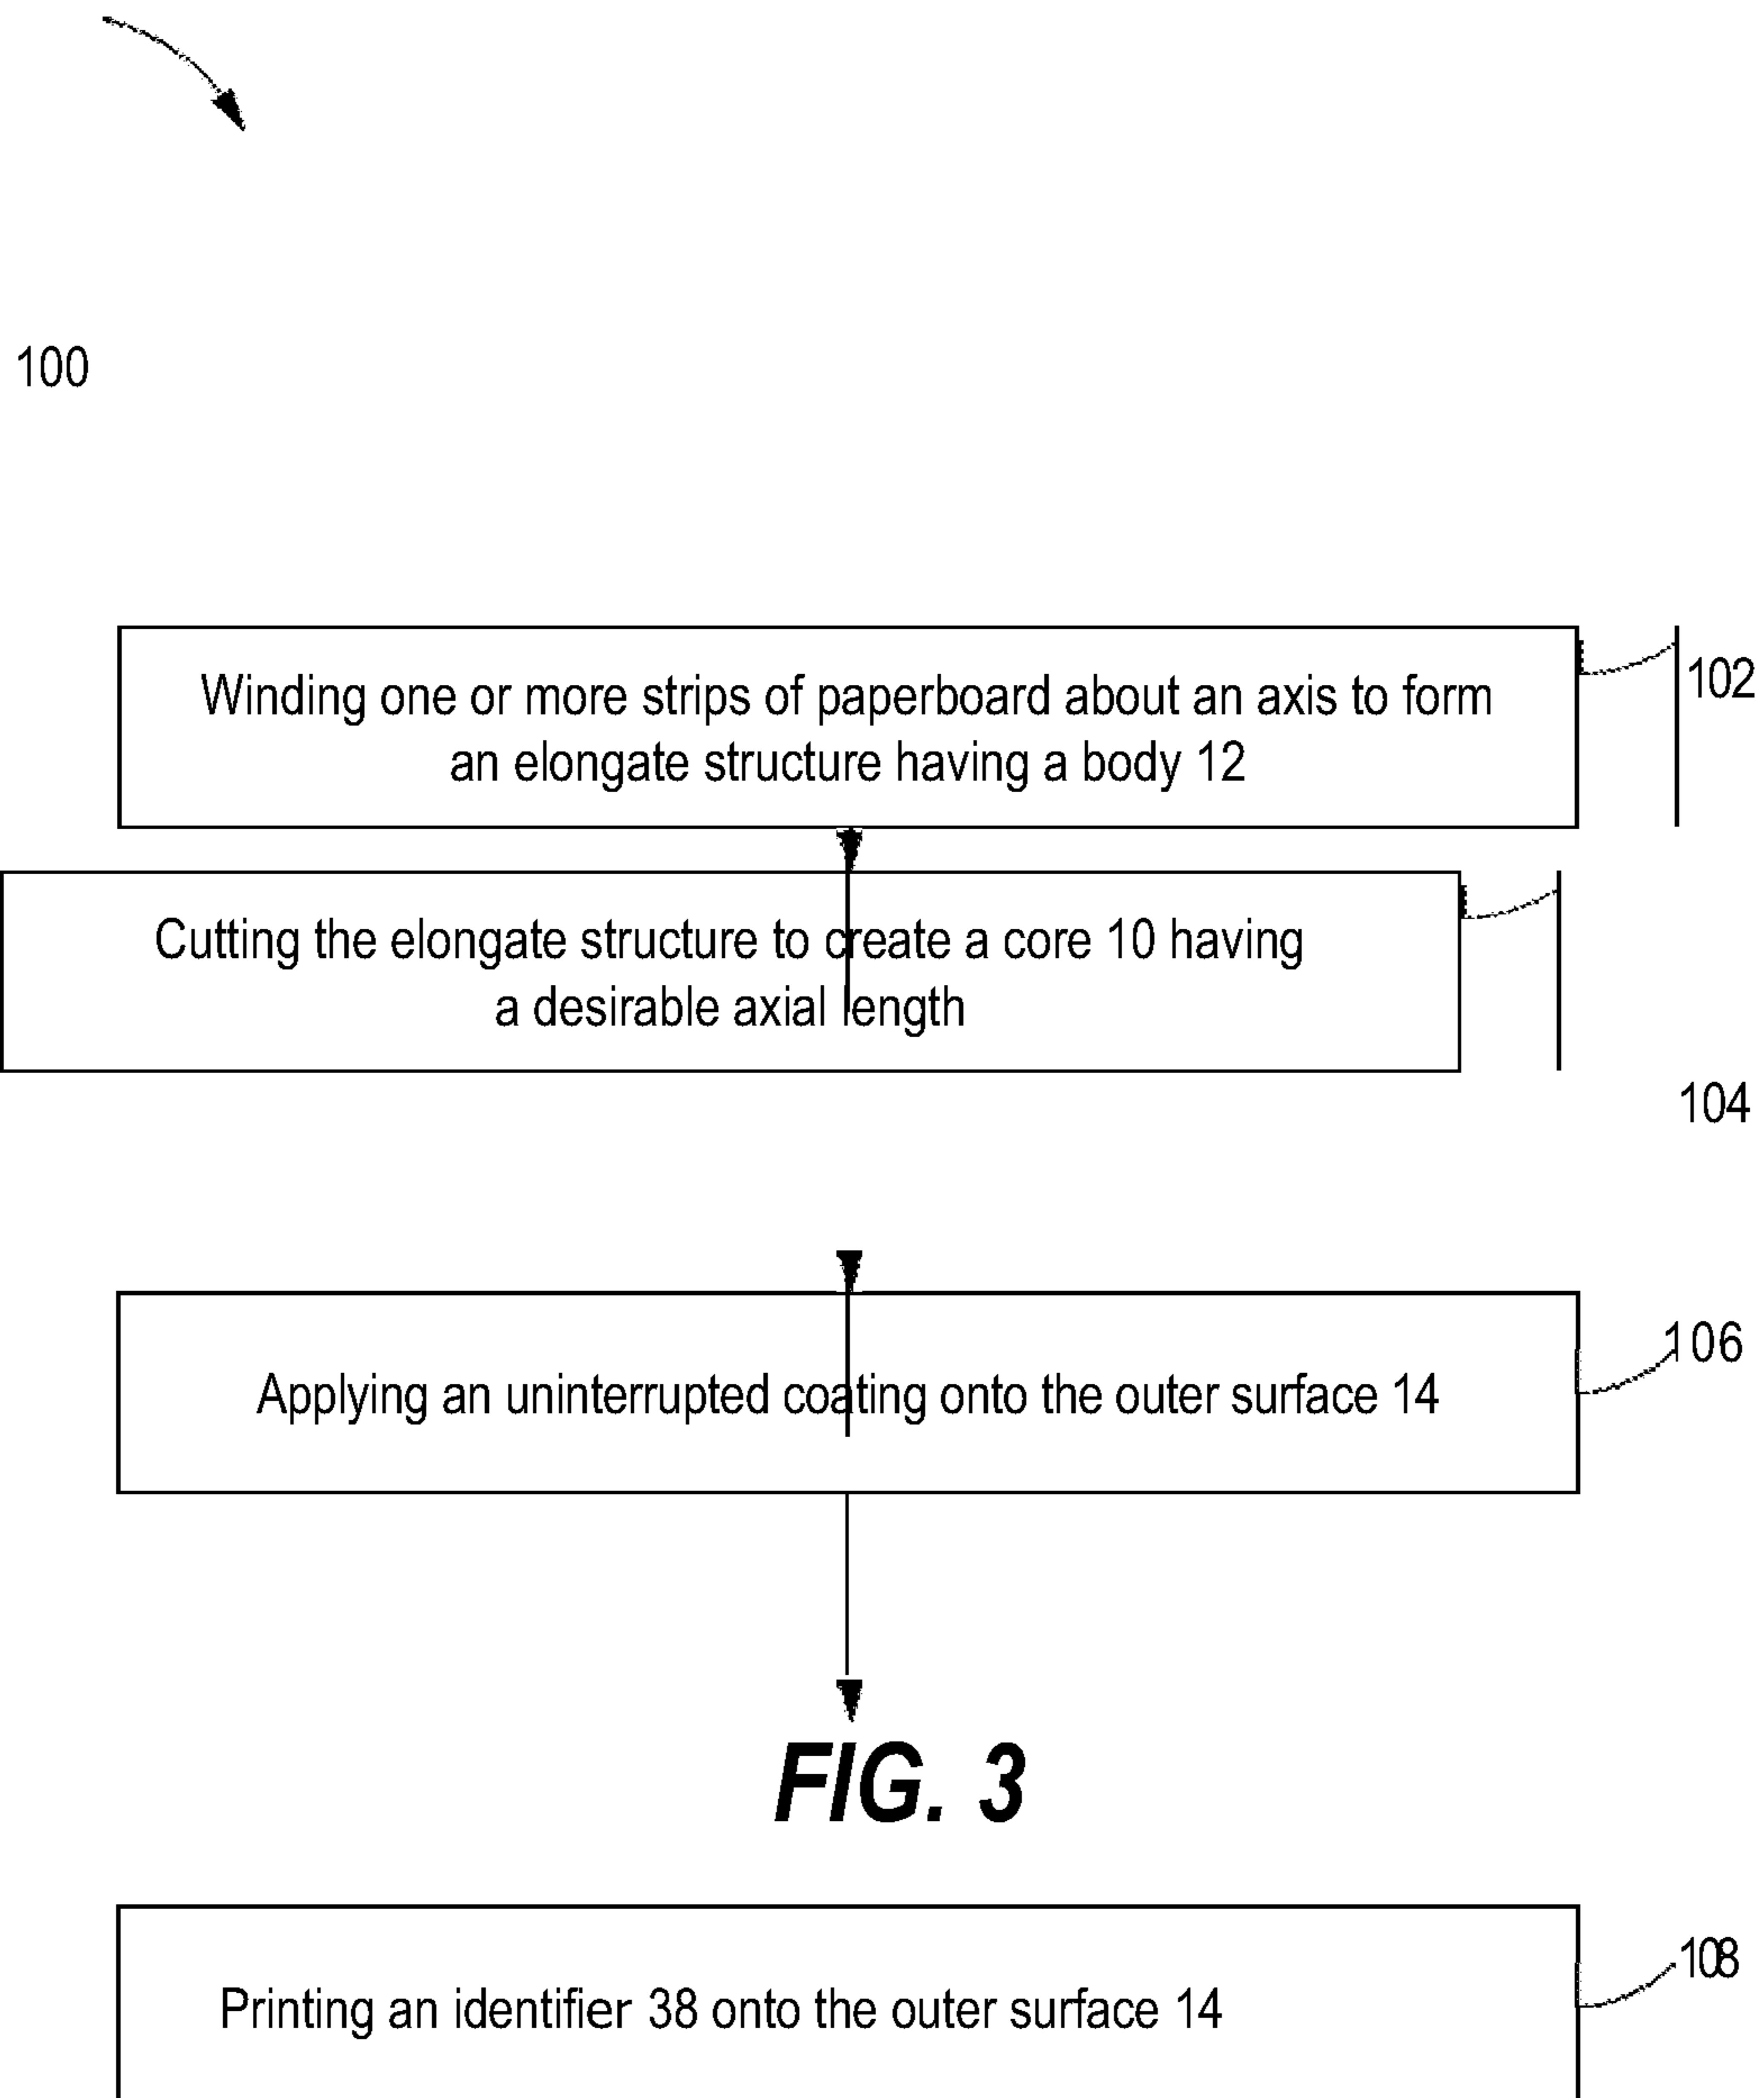 100
Winding one or more strips of paperboard about an axis to form
an elongate structure having a body 12
102
Cutting the elongate structure to create a core 10 having
a desirable axial length
104
Applying an uninterrupted coating onto the outer surface 14
106
FIG. 3
Printing an identifier 38 onto the outer surface 14
108